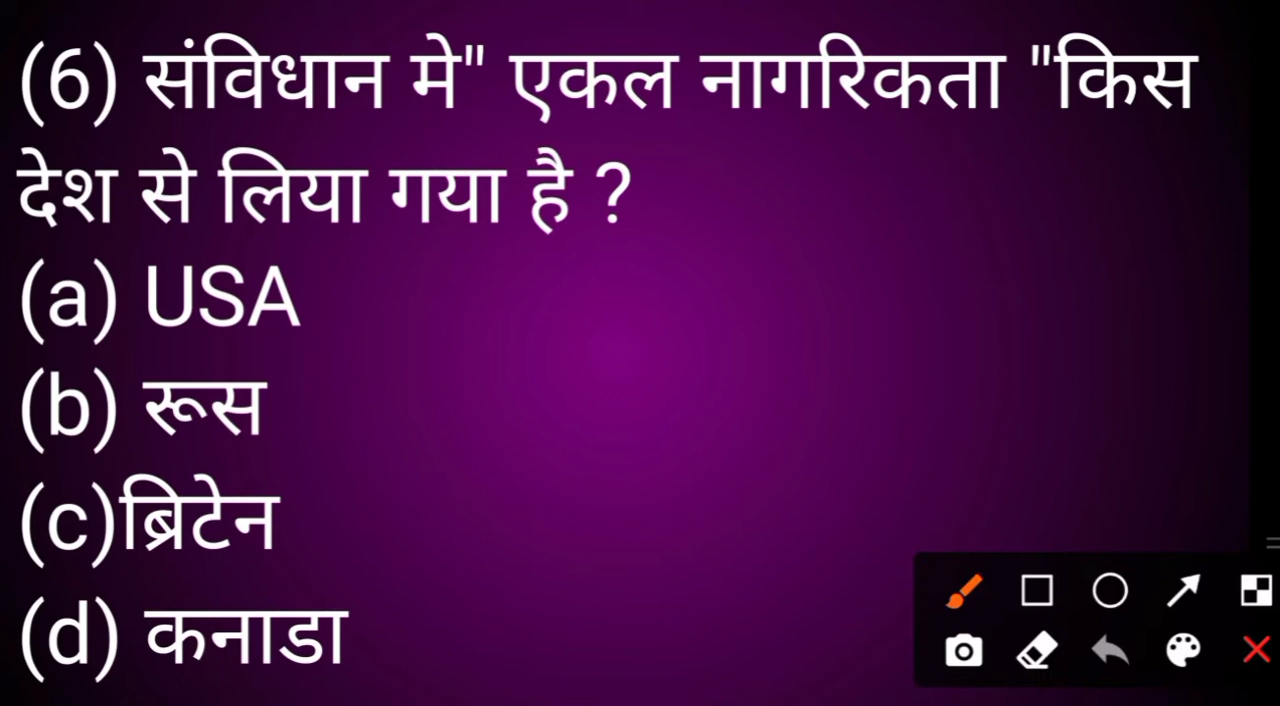 (6) संविधान मे" एकल नागरिकता "किस
देश से लिया गया है ?
(a) USA
(b) रूस
(c)ब्रिटेन
(d) कनाडा